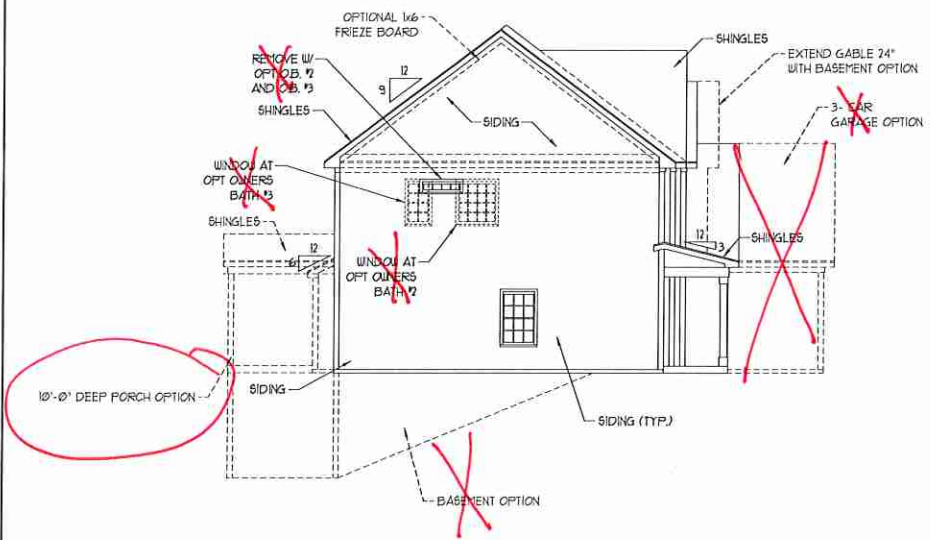 OPTIONAL 1x6
FRIEZE BOARD
REMOVE W/
OPT O.B. #2
AND O.B. #3
12
9
SHINGLES
SIDING
SHINGLES
EXTEND GABLE 24"
WITH BASEMENT OPTION
3- CAR
GARAGE OPTION
WINDOW AT
OPT OWNERS
BATH #3
SHINGLES
12
6
WINDOW AT
OPT OWNERS
BATH #2
12
3
SHINGLES
10'-0" DEEP PORCH OPTION
SIDING
SIDING (TYP.)
BASEMENT OPTION